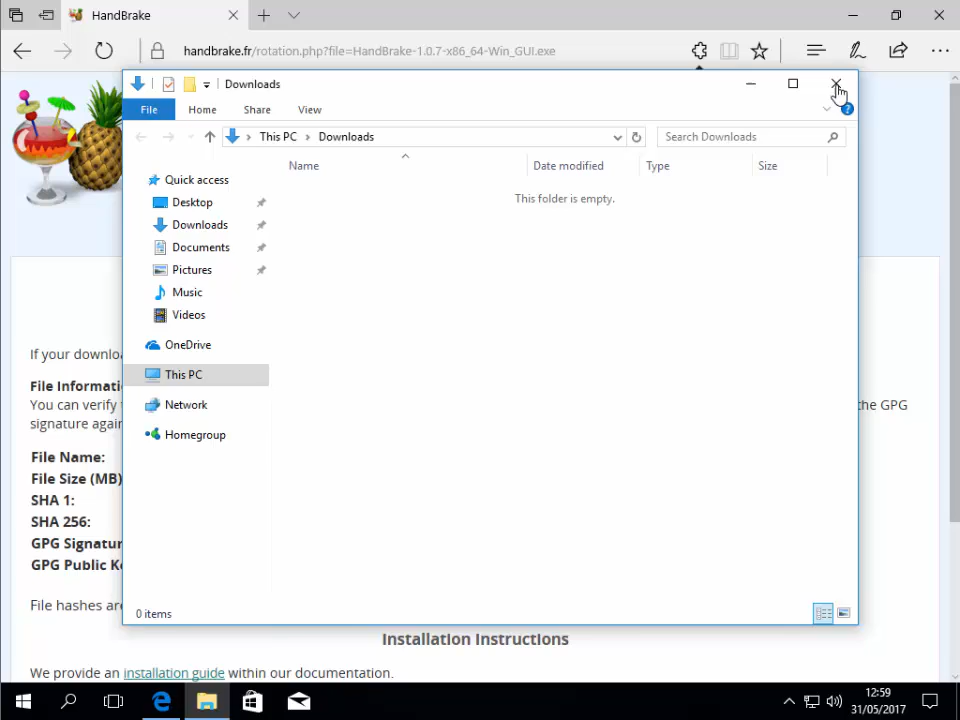 HandBrake
handbrake.fr/rotation.php?file=HandBrake-1.0.7-x86_64-Win_GUI.exe
Downloads
File Home Share View
This PC Downloads
Search Downloads
Name Date modified Type Size
This folder is empty.
Quick access
Desktop
Downloads
Documents
Pictures
Music
Videos
OneDrive
This PC
Network
Homegroup
0 items
If your downloa
File Informati
You can verify
the GPG
signature again
File Name:
File Size (MB)
SHA 1:
SHA 256:
GPG Signatur
GPG Public Ke
File hashes are
Installation Instructions
We provide an installation guide within our documentation.
12:59
31/05/2017